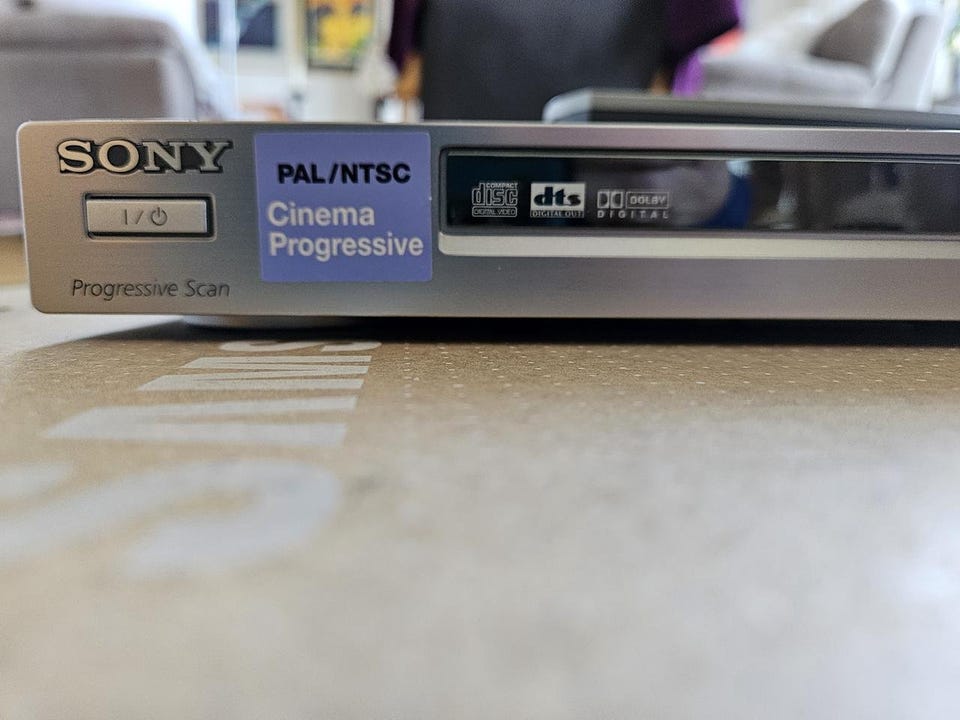 SONY
I/⏻
Progressive Scan
PAL/NTSC
Cinema
Progressive
COMPACT
disc
DIGITAL VIDEO
dts
DIGITAL OUT
DOLBY
DIGITAL